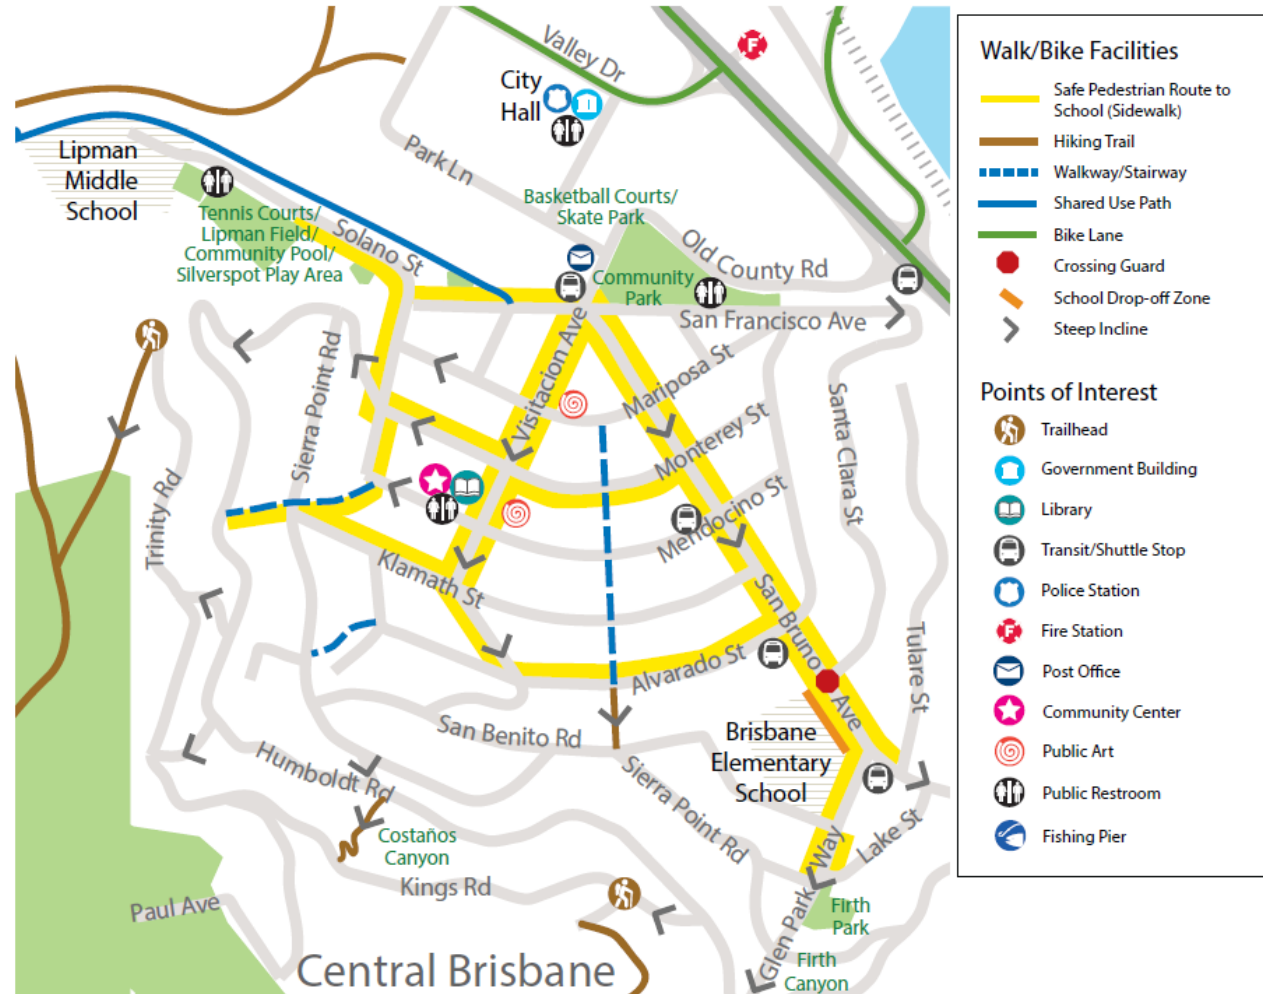 Valley Dr
City
Hall
Park Ln
Lipman
Middle
School
Tennis Courts/
Lipman Field/
Community Pool/
Silverspot Play Area
Solano St
Basketball Courts/
Skate Park
Community
Park
Old County Rd
San Francisco Ave
Sierra Point Rd
Visitacion Ave
Mariposa St
Monterey St
Mendocino St
Santa Clara St
Trinity Rd
Klamath St
San Bruno
Ave
Tulare St
Alvarado St
San Benito Rd
Brisbane
Elementary
School
Humboldt Rd
Sierra Point Rd
Costaños
Canyon
Kings Rd
Lake St
Glen Park
Way
Firth
Park
Firth
Canyon
Paul Ave
Central Brisbane
Walk/Bike Facilities
Safe Pedestrian Route to
School (Sidewalk)
Hiking Trail
Walkway/Stairway
Shared Use Path
Bike Lane
Crossing Guard
School Drop-off Zone
Steep Incline
Points of Interest
Trailhead
Government Building
Library
Transit/Shuttle Stop
Police Station
F
Fire Station
Post Office
Community Center
Public Art
Public Restroom
Fishing Pier
F